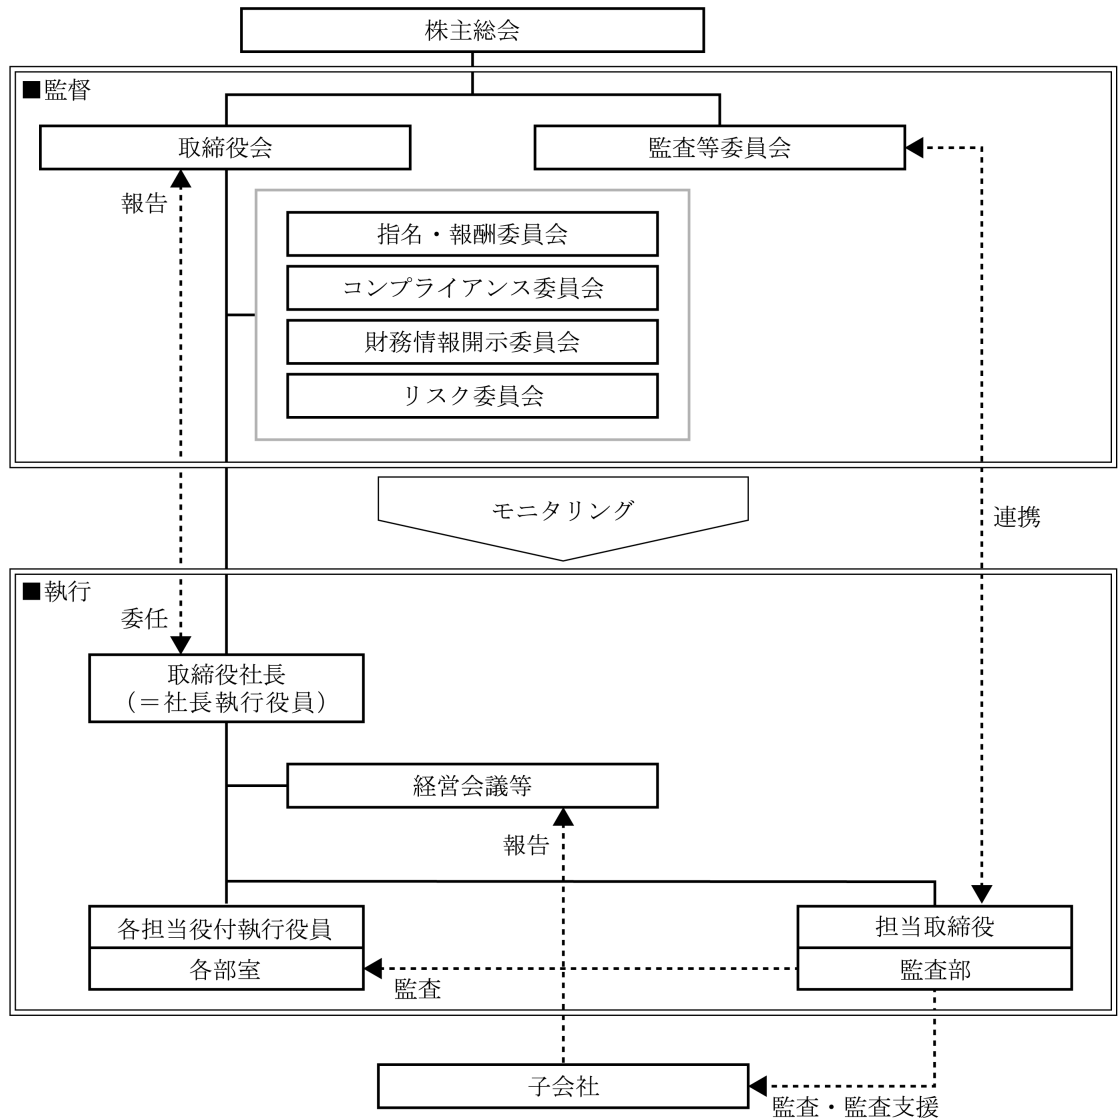 株主総会
■監督
取締役会
監査等委員会
報告
指名・報酬委員会
コンプライアンス委員会
財務情報開示委員会
リスク委員会
モニタリング
連携
■執行
委任
取締役社長
（＝社長執行役員）
経営会議等
報告
各担当役付執行役員
各部室
担当取締役
監査部
監査
子会社
監査・監査支援